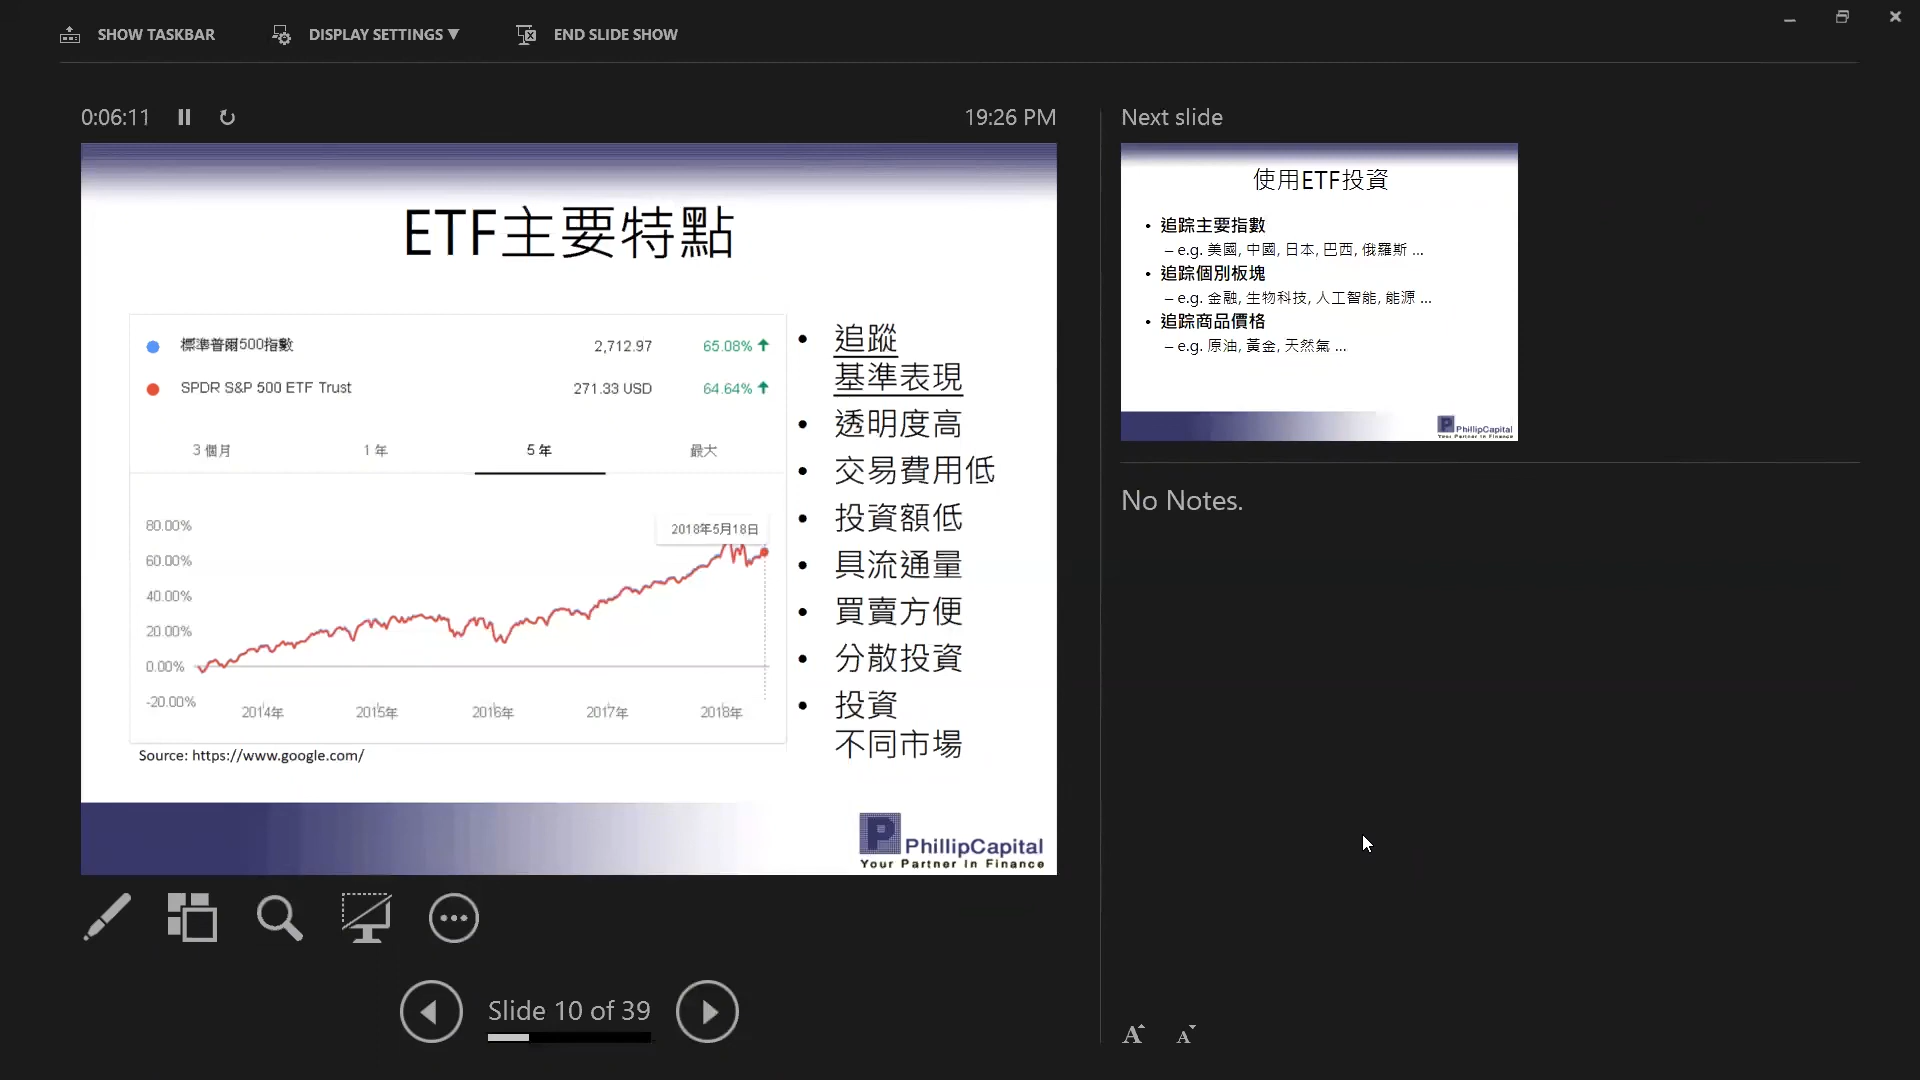 SHOW TASKBAR
DISPLAY SETTINGS ▼
END SLIDE SHOW
0:06:11
19:26 PM
ETF主要特點
標準普爾500指數 2,712.97 65.08% ↑
SPDR S&P 500 ETF Trust 271.33 USD 64.64% ↑
3 個月 1 年 5 年 最大
2018年5月18日
80.00%
60.00%
40.00%
20.00%
0.00%
-20.00%
2014年 2015年 2016年 2017年 2018年
Source: https://www.google.com/
• 追蹤
基準表現
• 透明度高
• 交易費用低
• 投資額低
• 具流通量
• 買賣方便
• 分散投資
• 投資
不同市場
PhillipCapital
Your Partner In Finance
Slide 10 of 39
Next slide
使用ETF投資
• 追踪主要指數
– e.g. 美國, 中國, 日本, 巴西, 俄羅斯 ...
• 追踪個別板塊
– e.g. 金融, 生物科技, 人工智能, 能源 ...
• 追踪商品價格
– e.g. 原油, 黃金, 天然氣 ...
PhillipCapital
Your Partner In Finance
No Notes.
A A